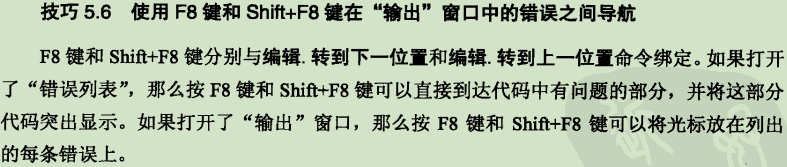 技巧 5.6 使用 F8 键和 Shift+F8 键在“输出”窗口中的错误之间导航
F8 键和 Shift+F8 键分别与编辑. 转到下一位置和编辑. 转到上一位置命令绑定。如果打开
了“错误列表”，那么按 F8 键和 Shift+F8 键可以直接到达代码中有问题的部分，并将这部分
代码突出显示。如果打开了“输出”窗口，那么按 F8 键和 Shift+F8 键可以将光标放在列出
的每条错误上。